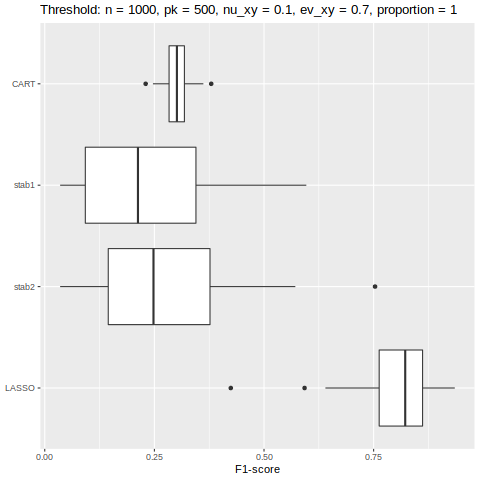 Threshold: n = 1000, pk = 500, nu_xy = 0.1, ev_xy = 0.7, proportion = 1
CART
stab1
stab2
LASSO
0.00 0.25 0.50 0.75
F1-score